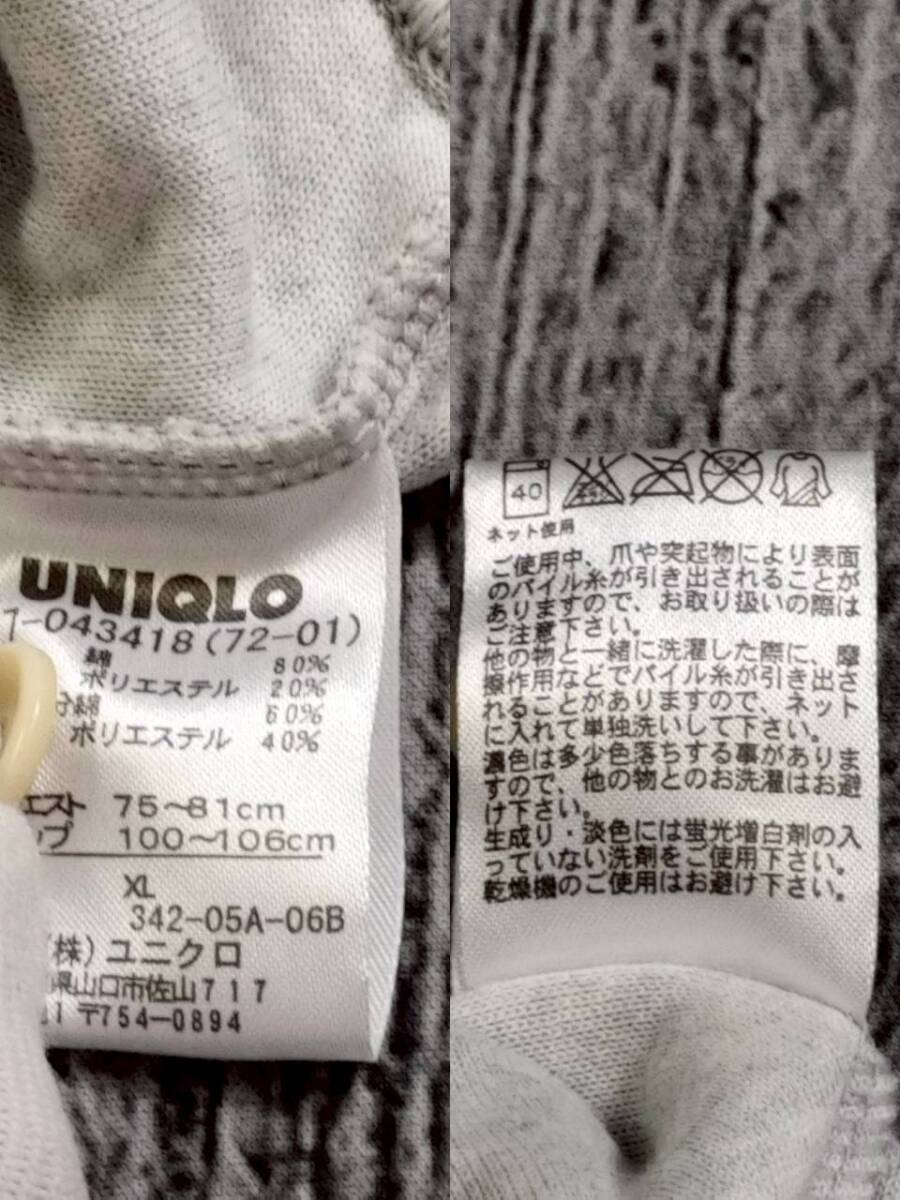 UNIQLO
1-043418(72-01)
綿 80%
ポリエステル 20%
分綿 60%
ポリエステル 40%
エスト 75~81cm
ップ 100~106cm
XL
342-05A-06B
(株)ユニクロ
県山口市佐山717
1 〒754-0894
40
ネット使用
ご使用中、爪や突起物により表面
のパイル糸が引き出されることが
ありますので、お取り扱いの際は
ご注意下さい。
他の物と一緒に洗濯した際に、摩
擦作用などでパイル糸が引き出さ
れることがありますので、ネット
に入れて単独洗いして下さい。
濃色は多少色落ちする事がありま
すので、他の物とのお洗濯はお避
け下さい。
生成り・淡色には蛍光増白剤の入
っていない洗剤をご使用下さい。
乾燥機のご使用はお避け下さい。